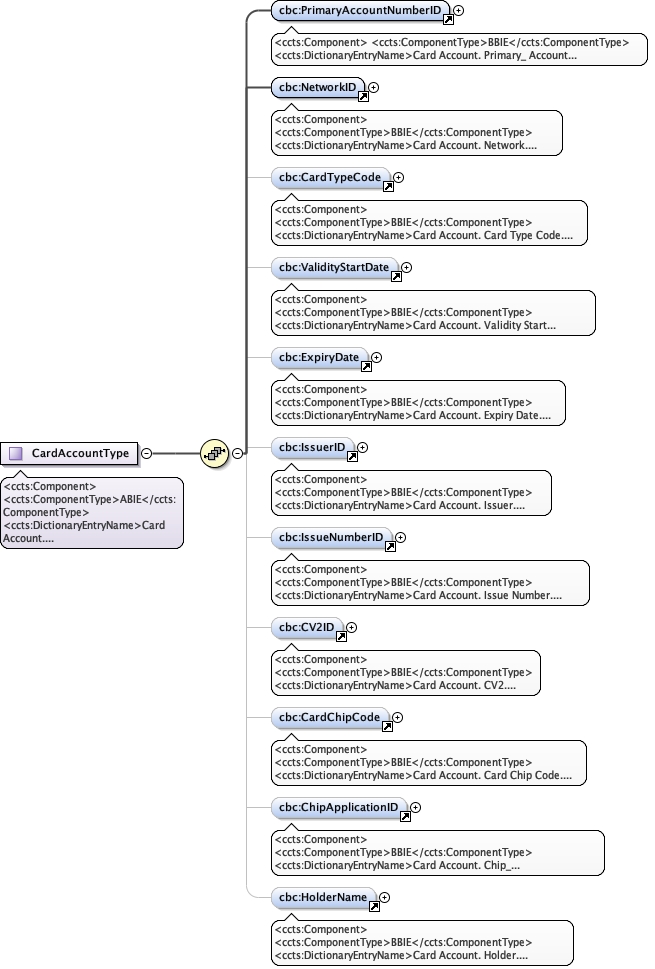 cbc:PrimaryAccountNumberID
<ccts:Component> <ccts:ComponentType>BBIE</ccts:ComponentType>
<ccts:DictionaryEntryName>Card Account. Primary_ Account...
cbc:NetworkID
<ccts:Component>
<ccts:ComponentType>BBIE</ccts:ComponentType>
<ccts:DictionaryEntryName>Card Account. Network....
cbc:CardTypeCode
<ccts:Component>
<ccts:ComponentType>BBIE</ccts:ComponentType>
<ccts:DictionaryEntryName>Card Account. Card Type Code....
cbc:ValidityStartDate
<ccts:Component>
<ccts:ComponentType>BBIE</ccts:ComponentType>
<ccts:DictionaryEntryName>Card Account. Validity Start...
cbc:ExpiryDate
<ccts:Component>
<ccts:ComponentType>BBIE</ccts:ComponentType>
<ccts:DictionaryEntryName>Card Account. Expiry Date....
CardAccountType
<ccts:Component>
<ccts:ComponentType>ABIE</ccts:
ComponentType>
<ccts:DictionaryEntryName>Card
Account....
cbc:IssuerID
<ccts:Component>
<ccts:ComponentType>BBIE</ccts:ComponentType>
<ccts:DictionaryEntryName>Card Account. Issuer....
cbc:IssueNumberID
<ccts:Component>
<ccts:ComponentType>BBIE</ccts:ComponentType>
<ccts:DictionaryEntryName>Card Account. Issue Number....
cbc:CV2ID
<ccts:Component>
<ccts:ComponentType>BBIE</ccts:ComponentType>
<ccts:DictionaryEntryName>Card Account. CV2....
cbc:CardChipCode
<ccts:Component>
<ccts:ComponentType>BBIE</ccts:ComponentType>
<ccts:DictionaryEntryName>Card Account. Card Chip Code....
cbc:ChipApplicationID
<ccts:Component>
<ccts:ComponentType>BBIE</ccts:ComponentType>
<ccts:DictionaryEntryName>Card Account. Chip_...
cbc:HolderName
<ccts:Component>
<ccts:ComponentType>BBIE</ccts:ComponentType>
<ccts:DictionaryEntryName>Card Account. Holder....